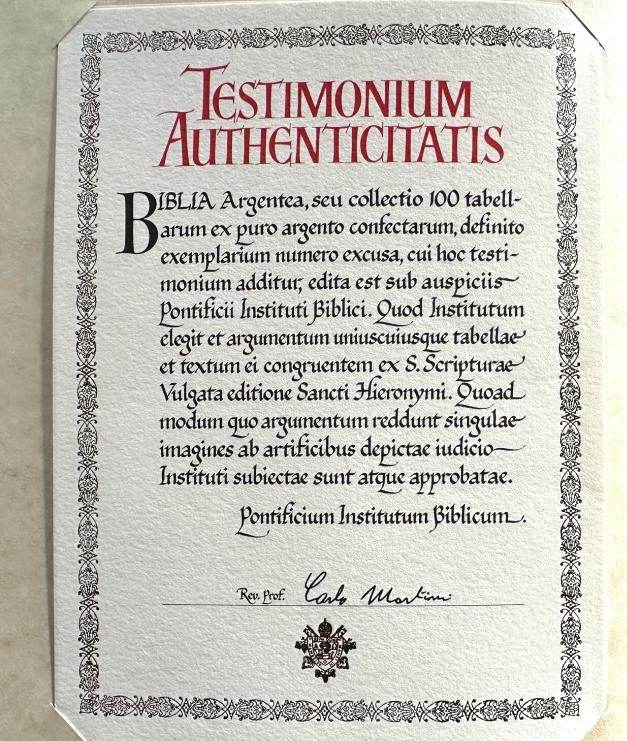 TESTIMONIUM
AUTHENTICITATIS
BIBLIA Argentea, seu collectio 100 tabell-
arum ex puro argento confectarum, definito
exemplarium numero excusa, cui hoc testi-
monium additur, edita est sub auspiciis
Pontificii Instituti Biblici. Quod Institutum
elegit et argumentum uniuscuiusque tabellae
et textum ei congruentem ex S. Scripturae
Vulgata editione Sancti Hieronymi. Quoad
modum quo argumentum reddunt singulae
imagines ab artificibus depictae iudicio
Instituti subiectae sunt atque approbatae.
Pontificium Institutum Biblicum.
Rev. Prof. Carlo Martini